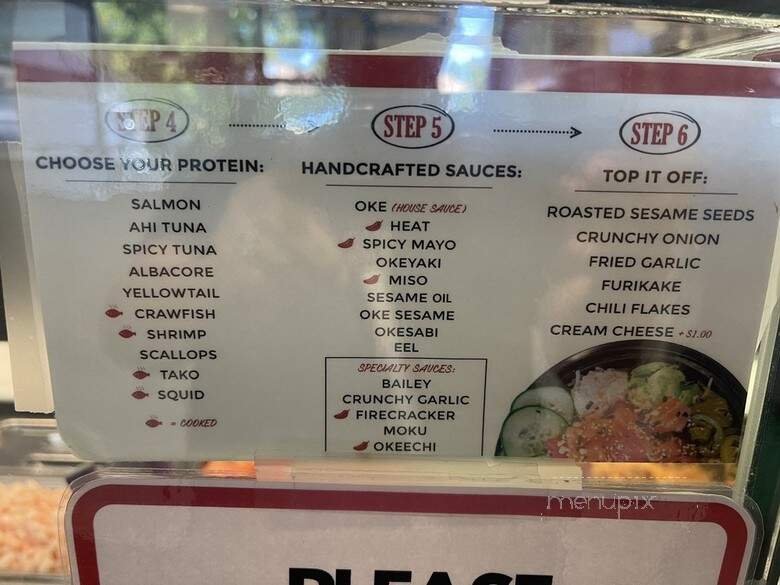 STEP 4
CHOOSE YOUR PROTEIN:
SALMON
AHI TUNA
SPICY TUNA
ALBACORE
YELLOWTAIL
CRAWFISH
SHRIMP
SCALLOPS
TAKO
SQUID
= COOKED
STEP 5
HANDCRAFTED SAUCES:
OKE (HOUSE SAUCE)
HEAT
SPICY MAYO
OKEYAKI
MISO
SESAME OIL
OKE SESAME
OKESABI
EEL
SPECIALTY SAUCES:
BAILEY
CRUNCHY GARLIC
FIRECRACKER
MOKU
OKEECHI
STEP 6
TOP IT OFF:
ROASTED SESAME SEEDS
CRUNCHY ONION
FRIED GARLIC
FURIKAKE
CHILI FLAKES
CREAM CHEESE +$1.00
menupix
PLEASE